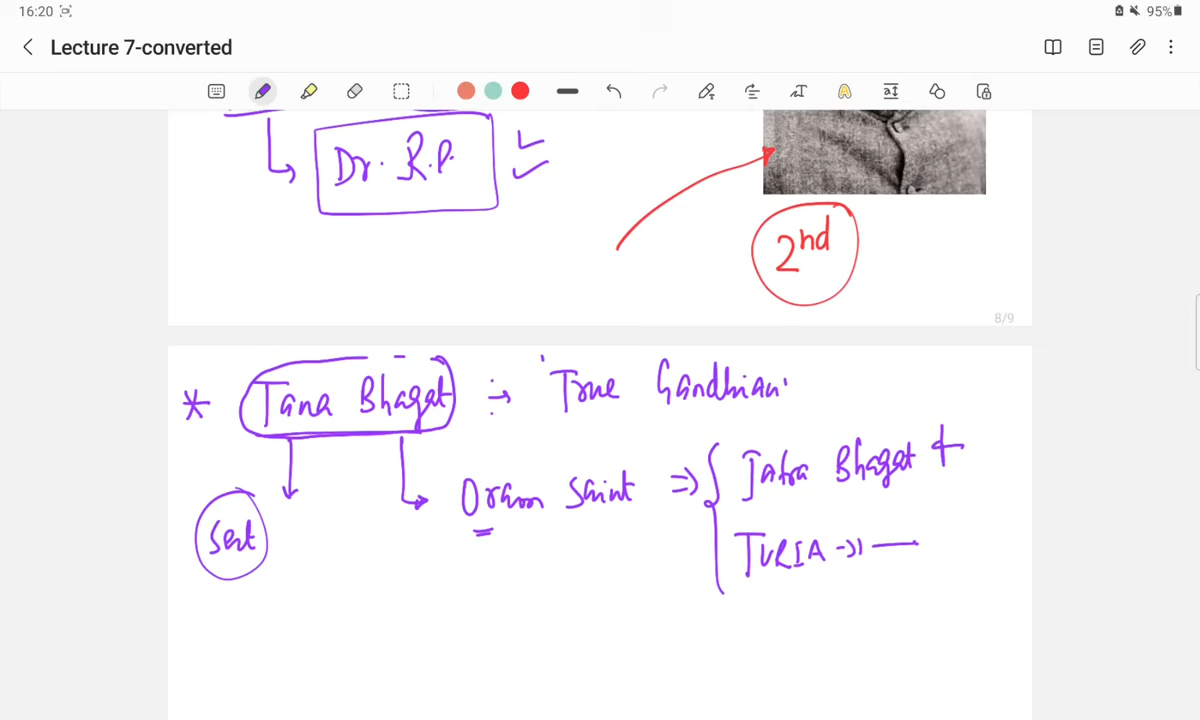 16:20 95%
Lecture 7-converted
Dr. R.P.
2nd
8/9
* Tana Bhagat :→ 'True Gandhian'
Oraon Saint ⇒ { Jatra Bhagat +
Sect
TURIA -〃—